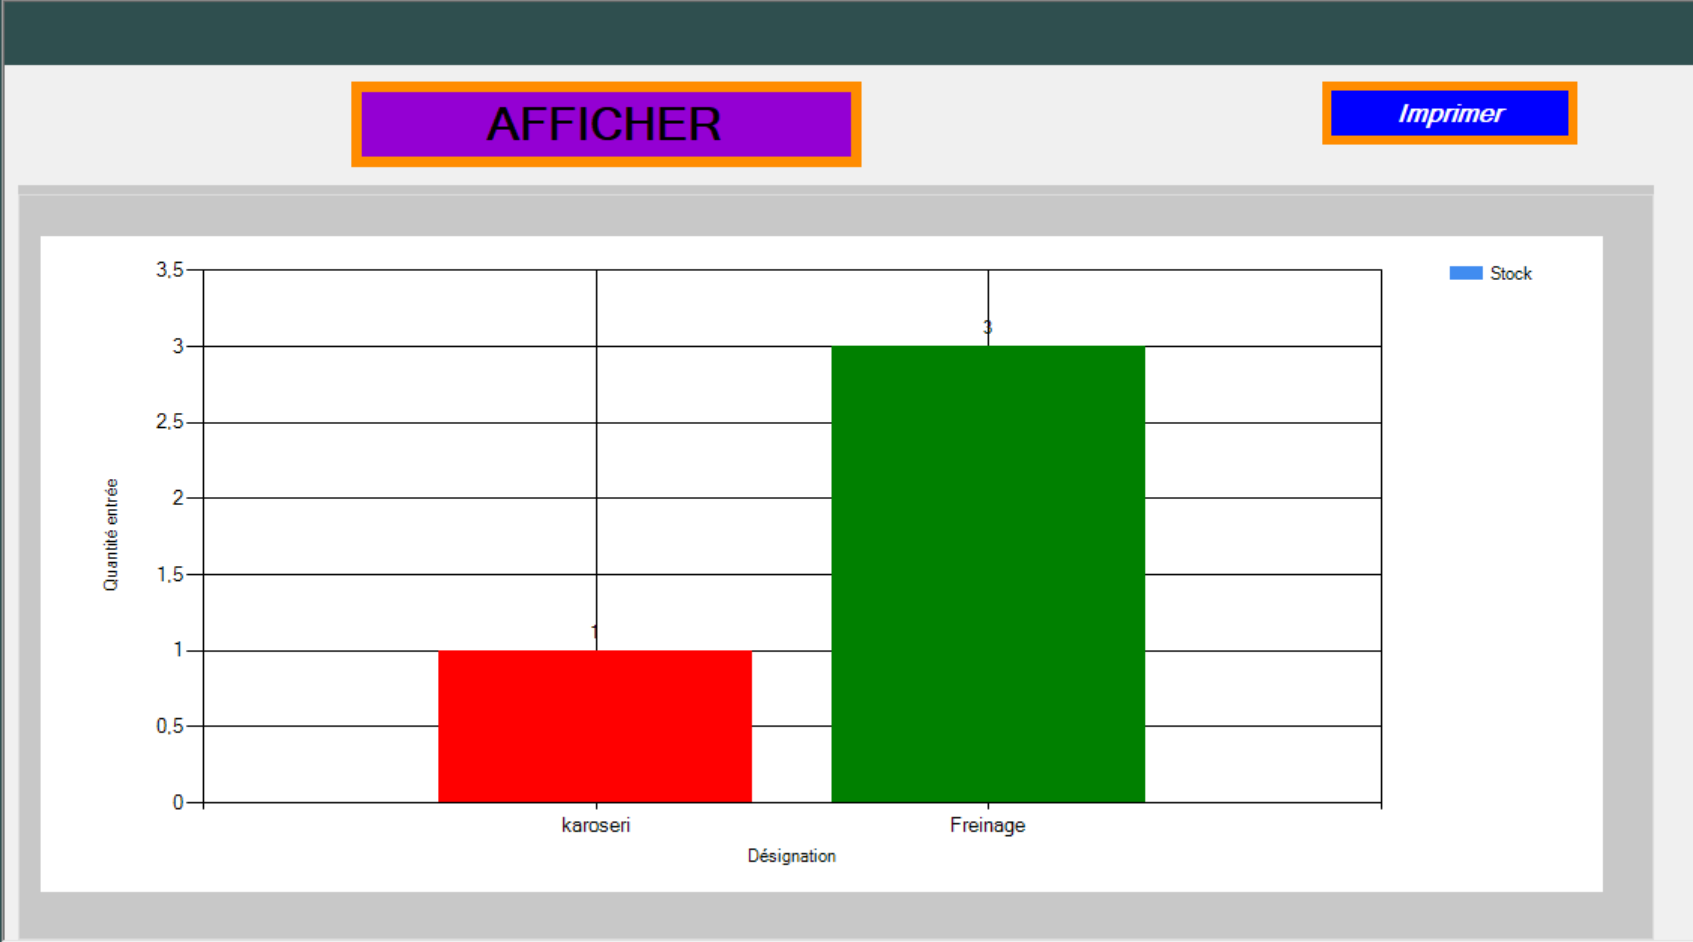 AFFICHER
Imprimer
Stock
3,5
3
2,5
2
1,5
1
0,5
0
3
1
Quantité entrée
karoseri
Freinage
Désignation